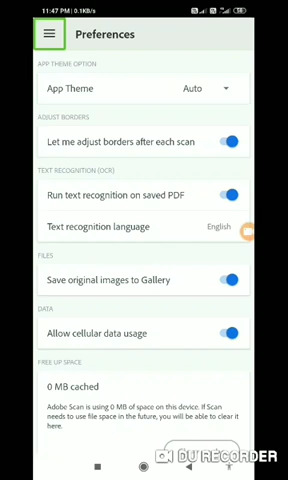 11:47 PM | 0.1KB/s
Preferences
APP THEME OPTION
App Theme
Auto
ADJUST BORDERS
Let me adjust borders after each scan
TEXT RECOGNITION (OCR)
Run text recognition on saved PDF
Text recognition language
English
FILES
Save original images to Gallery
DATA
Allow cellular data usage
FREE UP SPACE
0 MB cached
Adobe Scan is using 0 MB of space on this device. If Scan
needs to use file space in the future, you will be able to clear it
here.
DU RECORDER